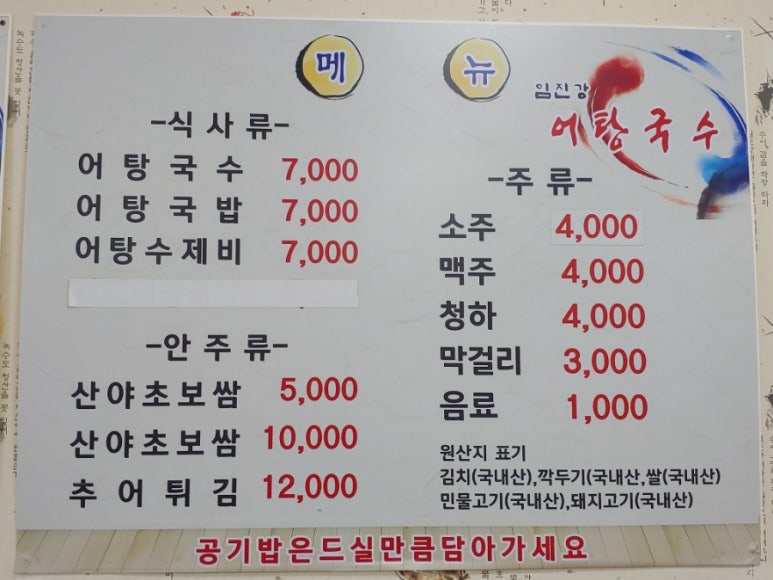 메 뉴
임진강
어탕국수
-식 사 류-
어 탕 국 수 7,000
어 탕 국 밥 7,000
어탕수제비 7,000
-안 주 류-
산야초보쌈 5,000
산야초보쌈 10,000
추 어 튀 김 12,000
-주 류-
소주 4,000
맥주 4,000
청하 4,000
막걸리 3,000
음료 1,000
원산지 표기
김치(국내산),깍두기(국내산,쌀(국내산)
민물고기(국내산),돼지고기(국내산)
공기밥은드실만큼담아가세요